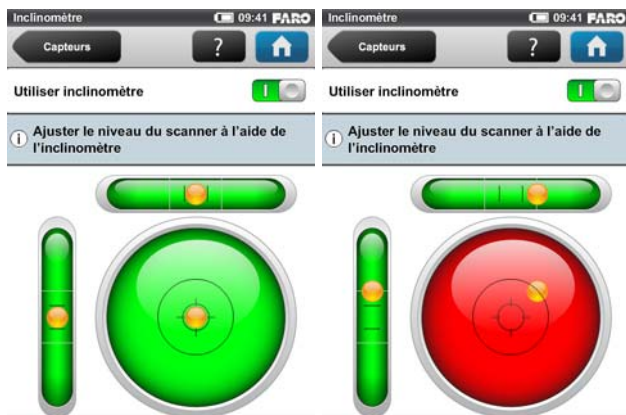 Inclinomètre 09:41 FARO
Capteurs ?
Utiliser inclinomètre I
Ajuster le niveau du scanner à l'aide de
l'inclinomètre
Inclinomètre 09:41 FARO
Capteurs ?
Utiliser inclinomètre I
Ajuster le niveau du scanner à l'aide de
l'inclinomètre